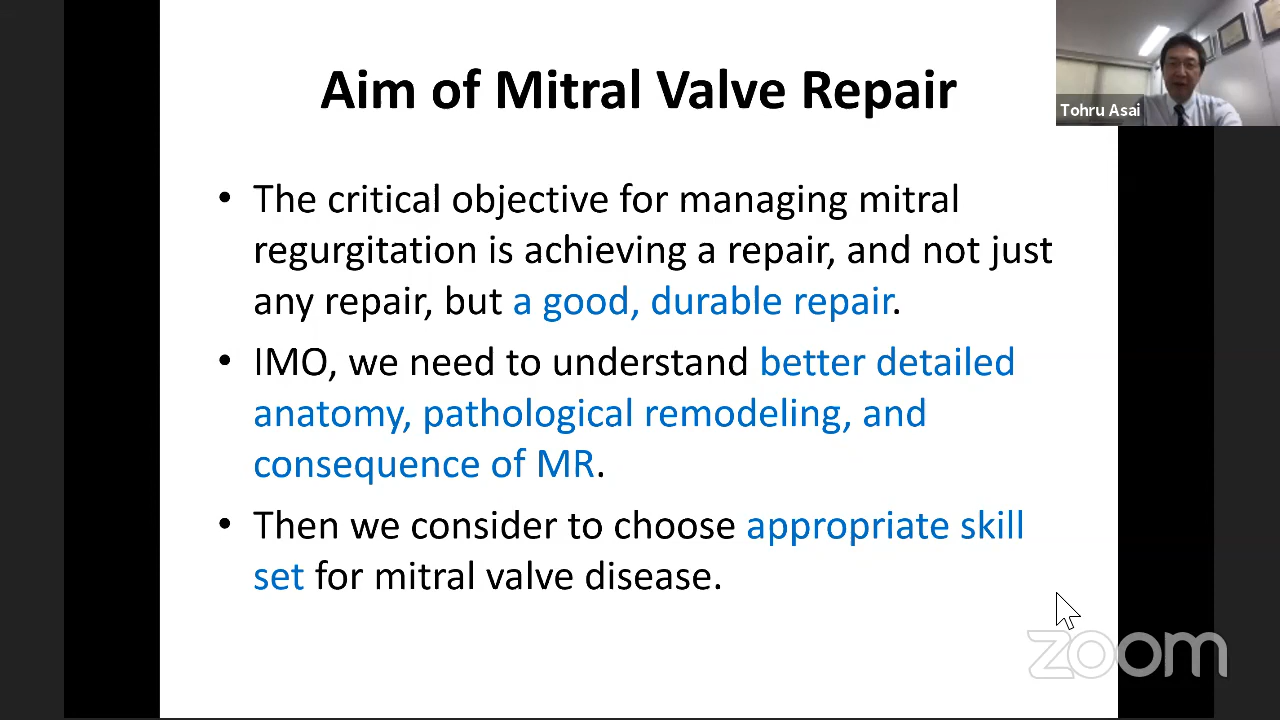 Aim of Mitral Valve Repair
Tohru Asai
• The critical objective for managing mitral
regurgitation is achieving a repair, and not just
any repair, but a good, durable repair.
• IMO, we need to understand better detailed
anatomy, pathological remodeling, and
consequence of MR.
• Then we consider to choose appropriate skill
set for mitral valve disease.
zoom